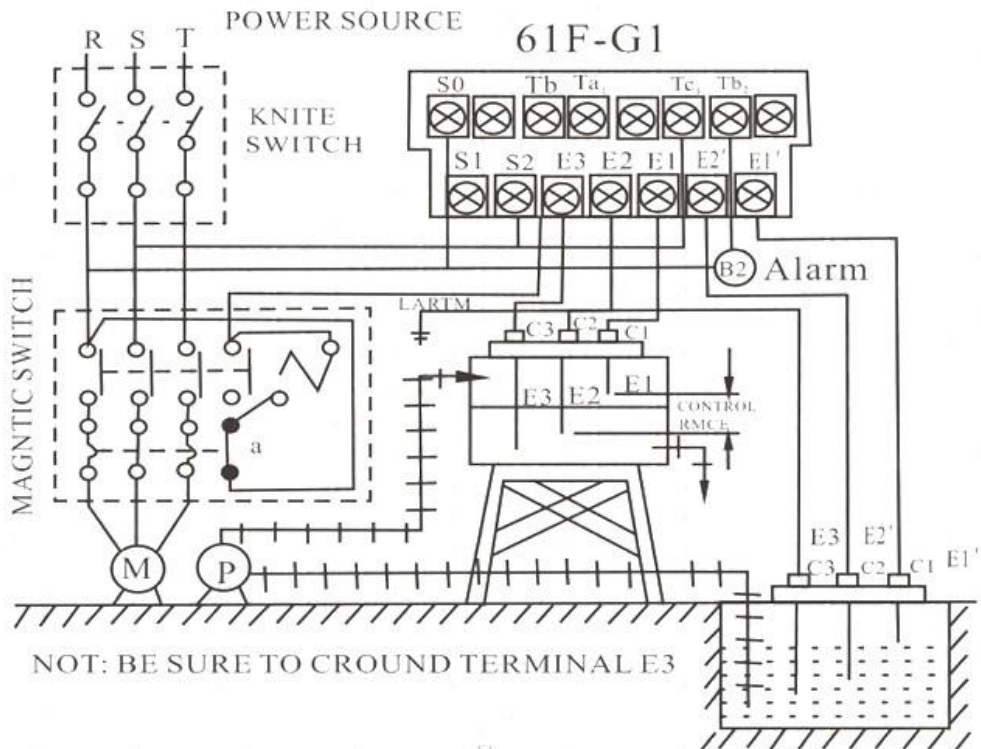 POWER SOURCE
R S T
61F-G1
KNITE
SWITCH
S0 Tb Ta1 Tc1 Tb2
S1 S2 E3 E2 E1 E2' E1'
B2 Alarm
LARTM
MAGNTIC SWITCH
C3 C2 C1
E3 E2 E1
CONTROL
RMCE
a
M P
E3 E2' E1'
C3 C2 C1
NOT: BE SURE TO CROUND TERMINAL E3